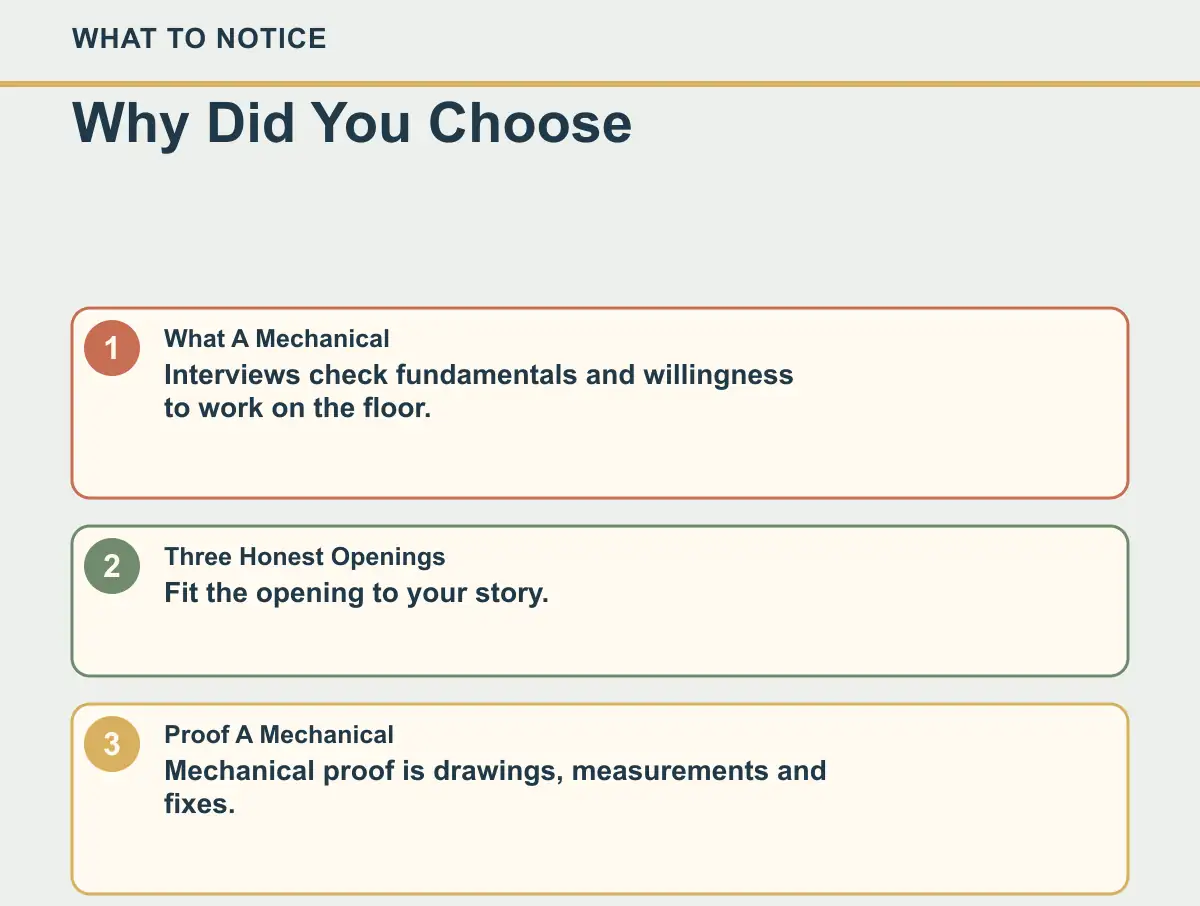 WHAT TO NOTICE
Why Did You Choose
1
What A Mechanical
Interviews check fundamentals and willingness
to work on the floor.
2
Three Honest Openings
Fit the opening to your story.
3
Proof A Mechanical
Mechanical proof is drawings, measurements and
fixes.